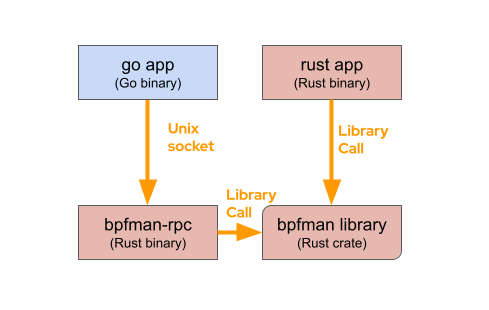 go app
(Go binary)
rust app
(Rust binary)
Unix
socket
Library
Call
Library
Call
bpfman-rpc
(Rust binary)
bpfman library
(Rust crate)